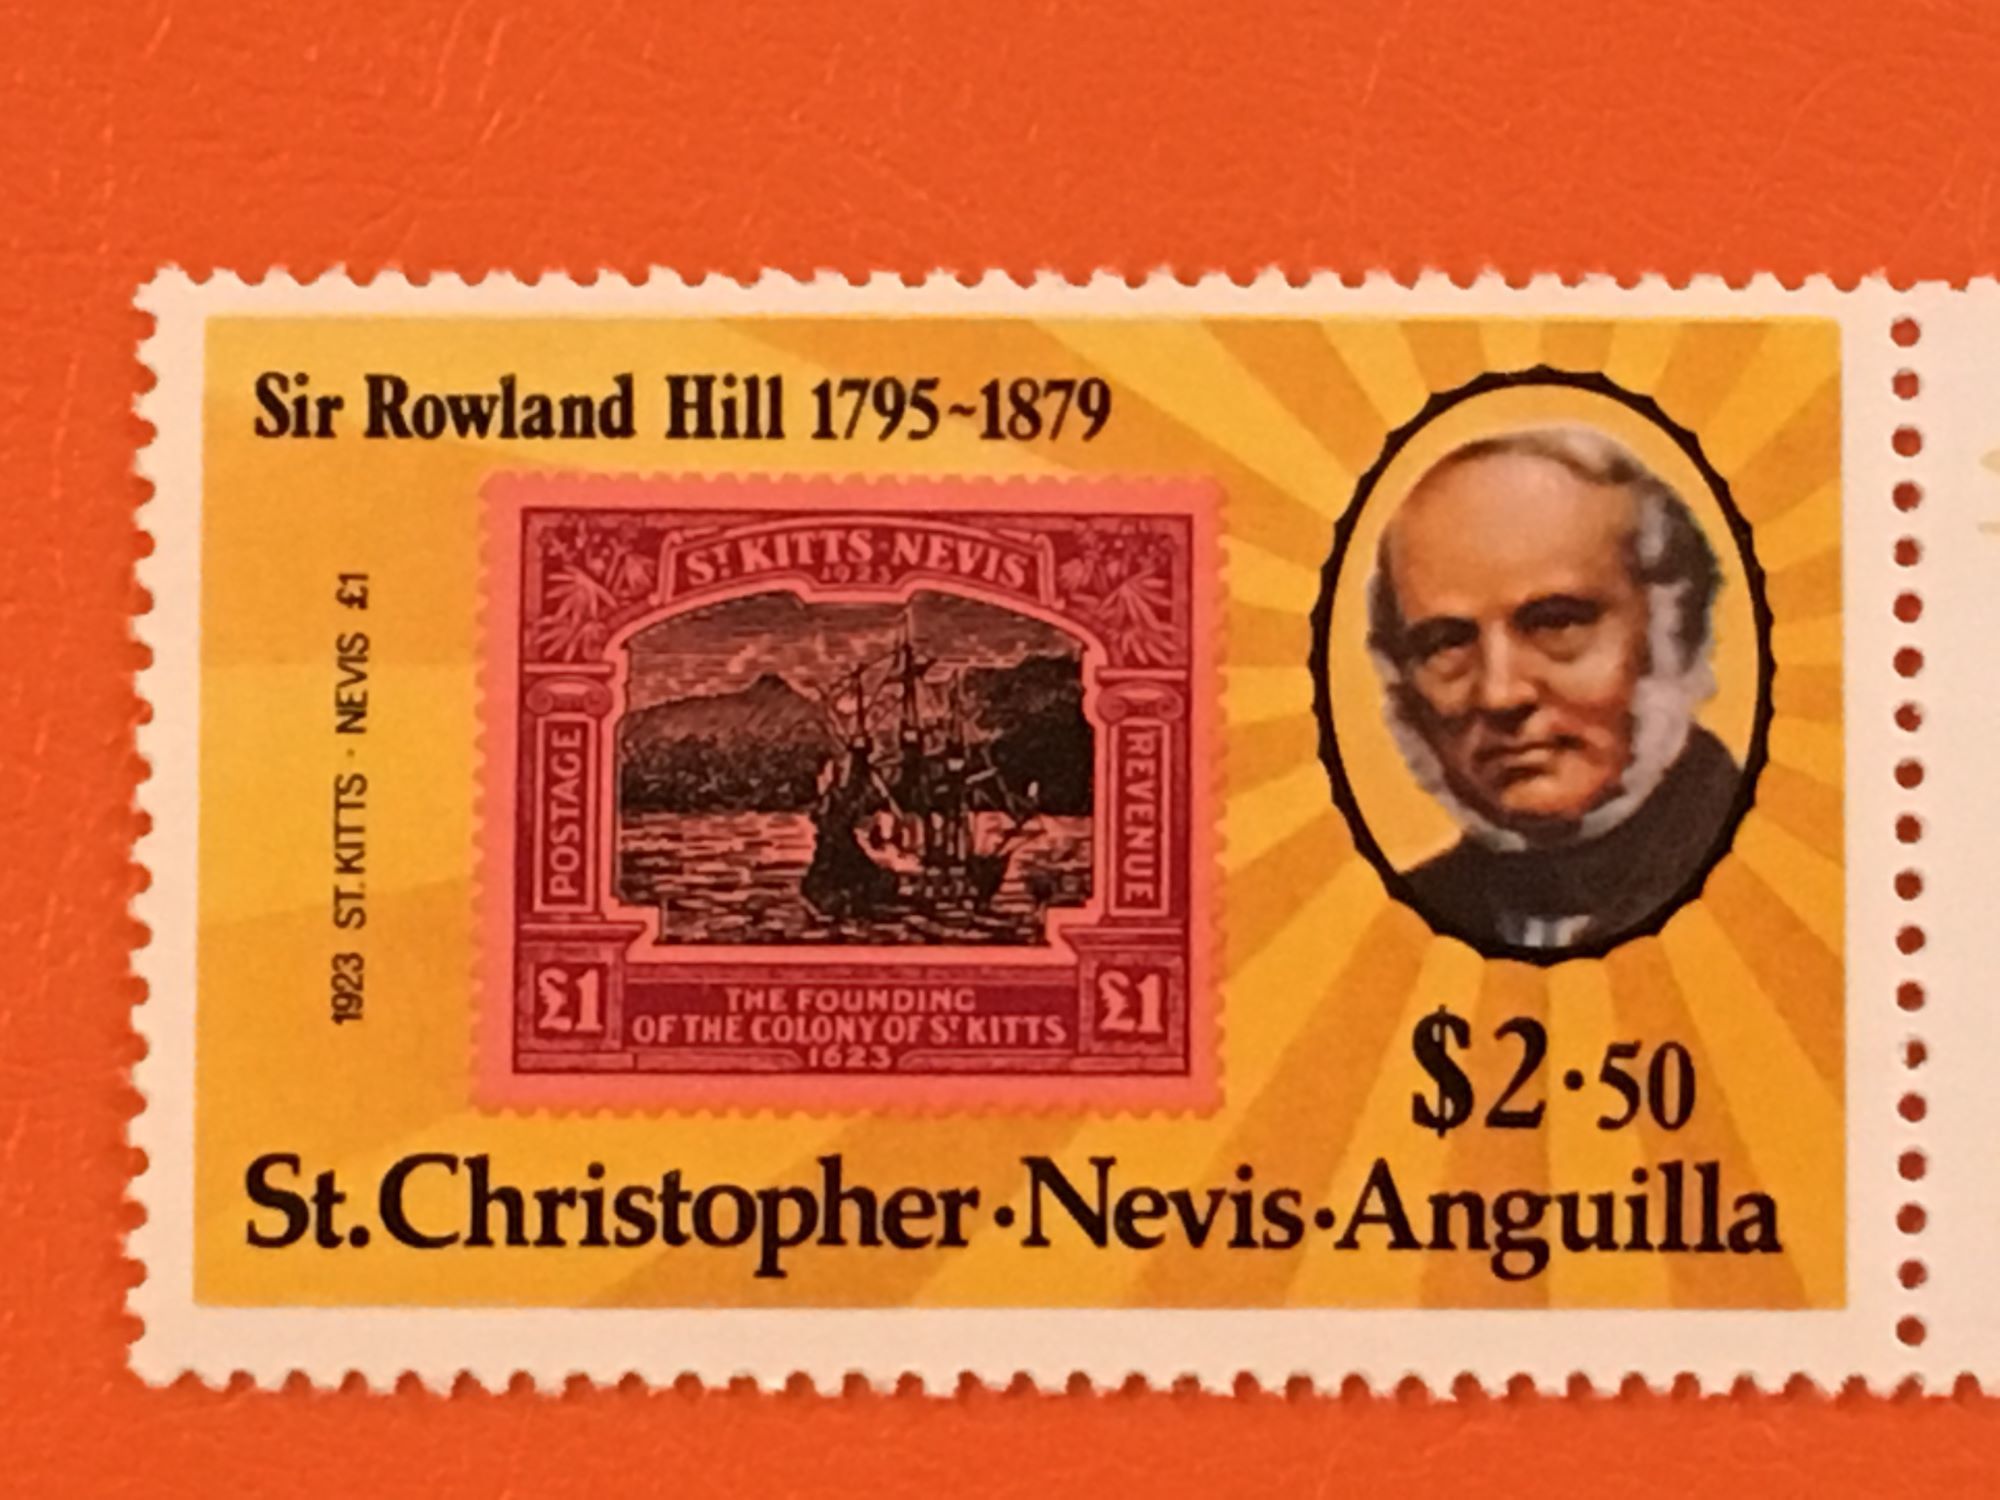 Sir Rowland Hill 1795~1879
1923 ST.KITTS · NEVIS £1
ST KITTS·NEVIS
1923
POSTAGE
REVENUE
£1
THE FOUNDING
OF THE COLONY OF ST KITTS
1623
£1
$2·50
St.Christopher·Nevis·Anguilla